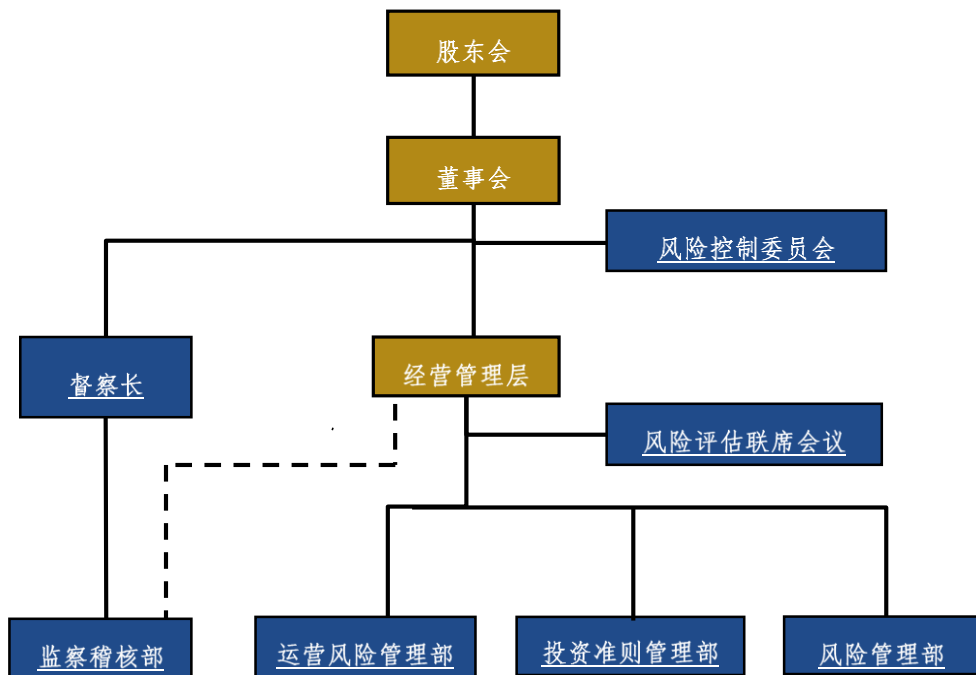 股东会
董事会
风险控制委员会
督察长
经营管理层
风险评估联席会议
监察稽核部
运营风险管理部
投资准则管理部
风险管理部